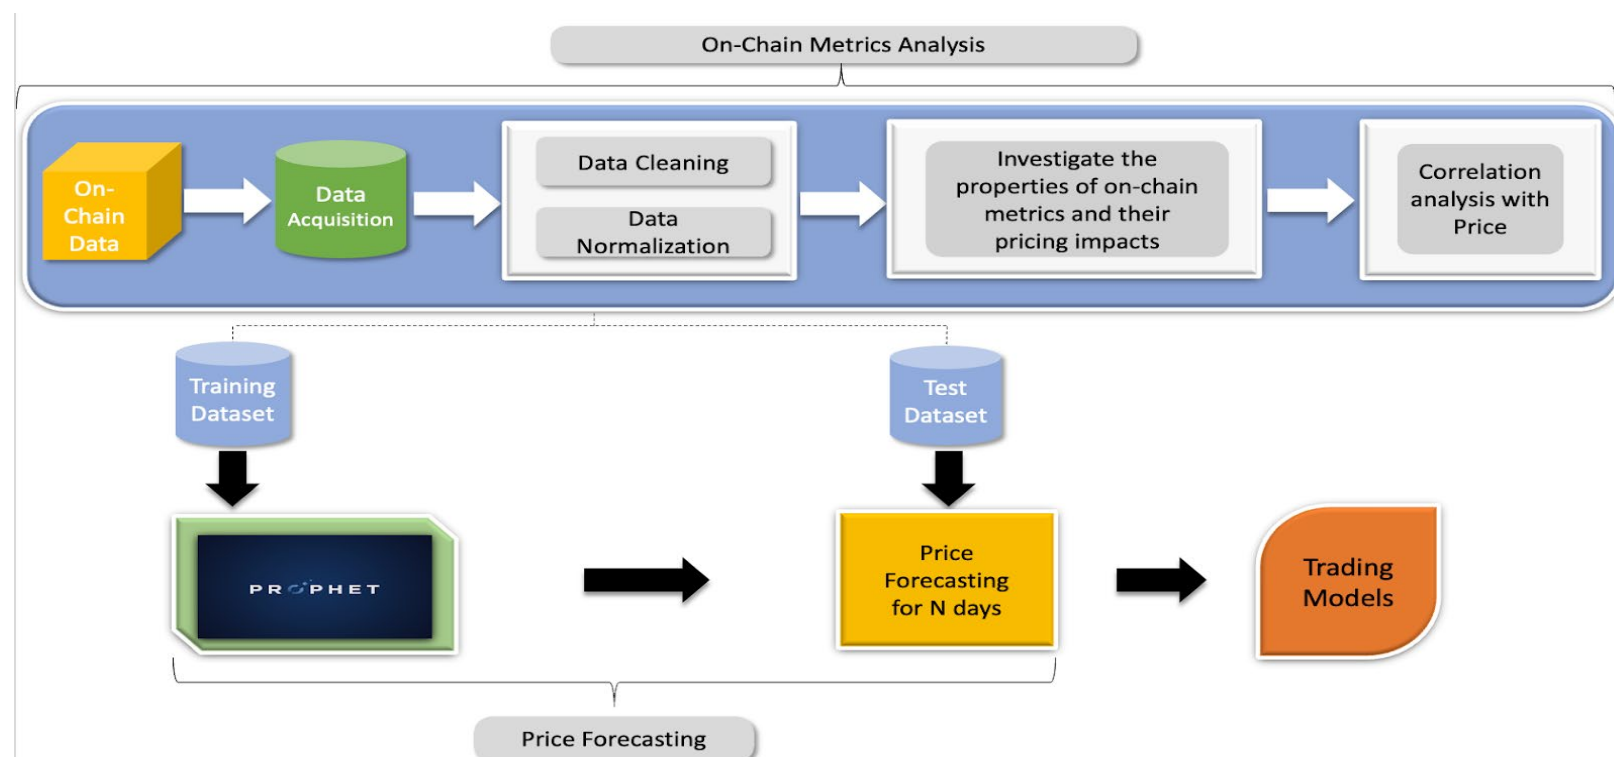 On-Chain Metrics Analysis
On-
Chain
Data
Data
Acquisition
Data Cleaning
Data
Normalization
Investigate the
properties of on-chain
metrics and their
pricing impacts
Correlation
analysis with
Price
Training
Dataset
Test
Dataset
PROPHET
Price
Forecasting
for N days
Trading
Models
Price Forecasting